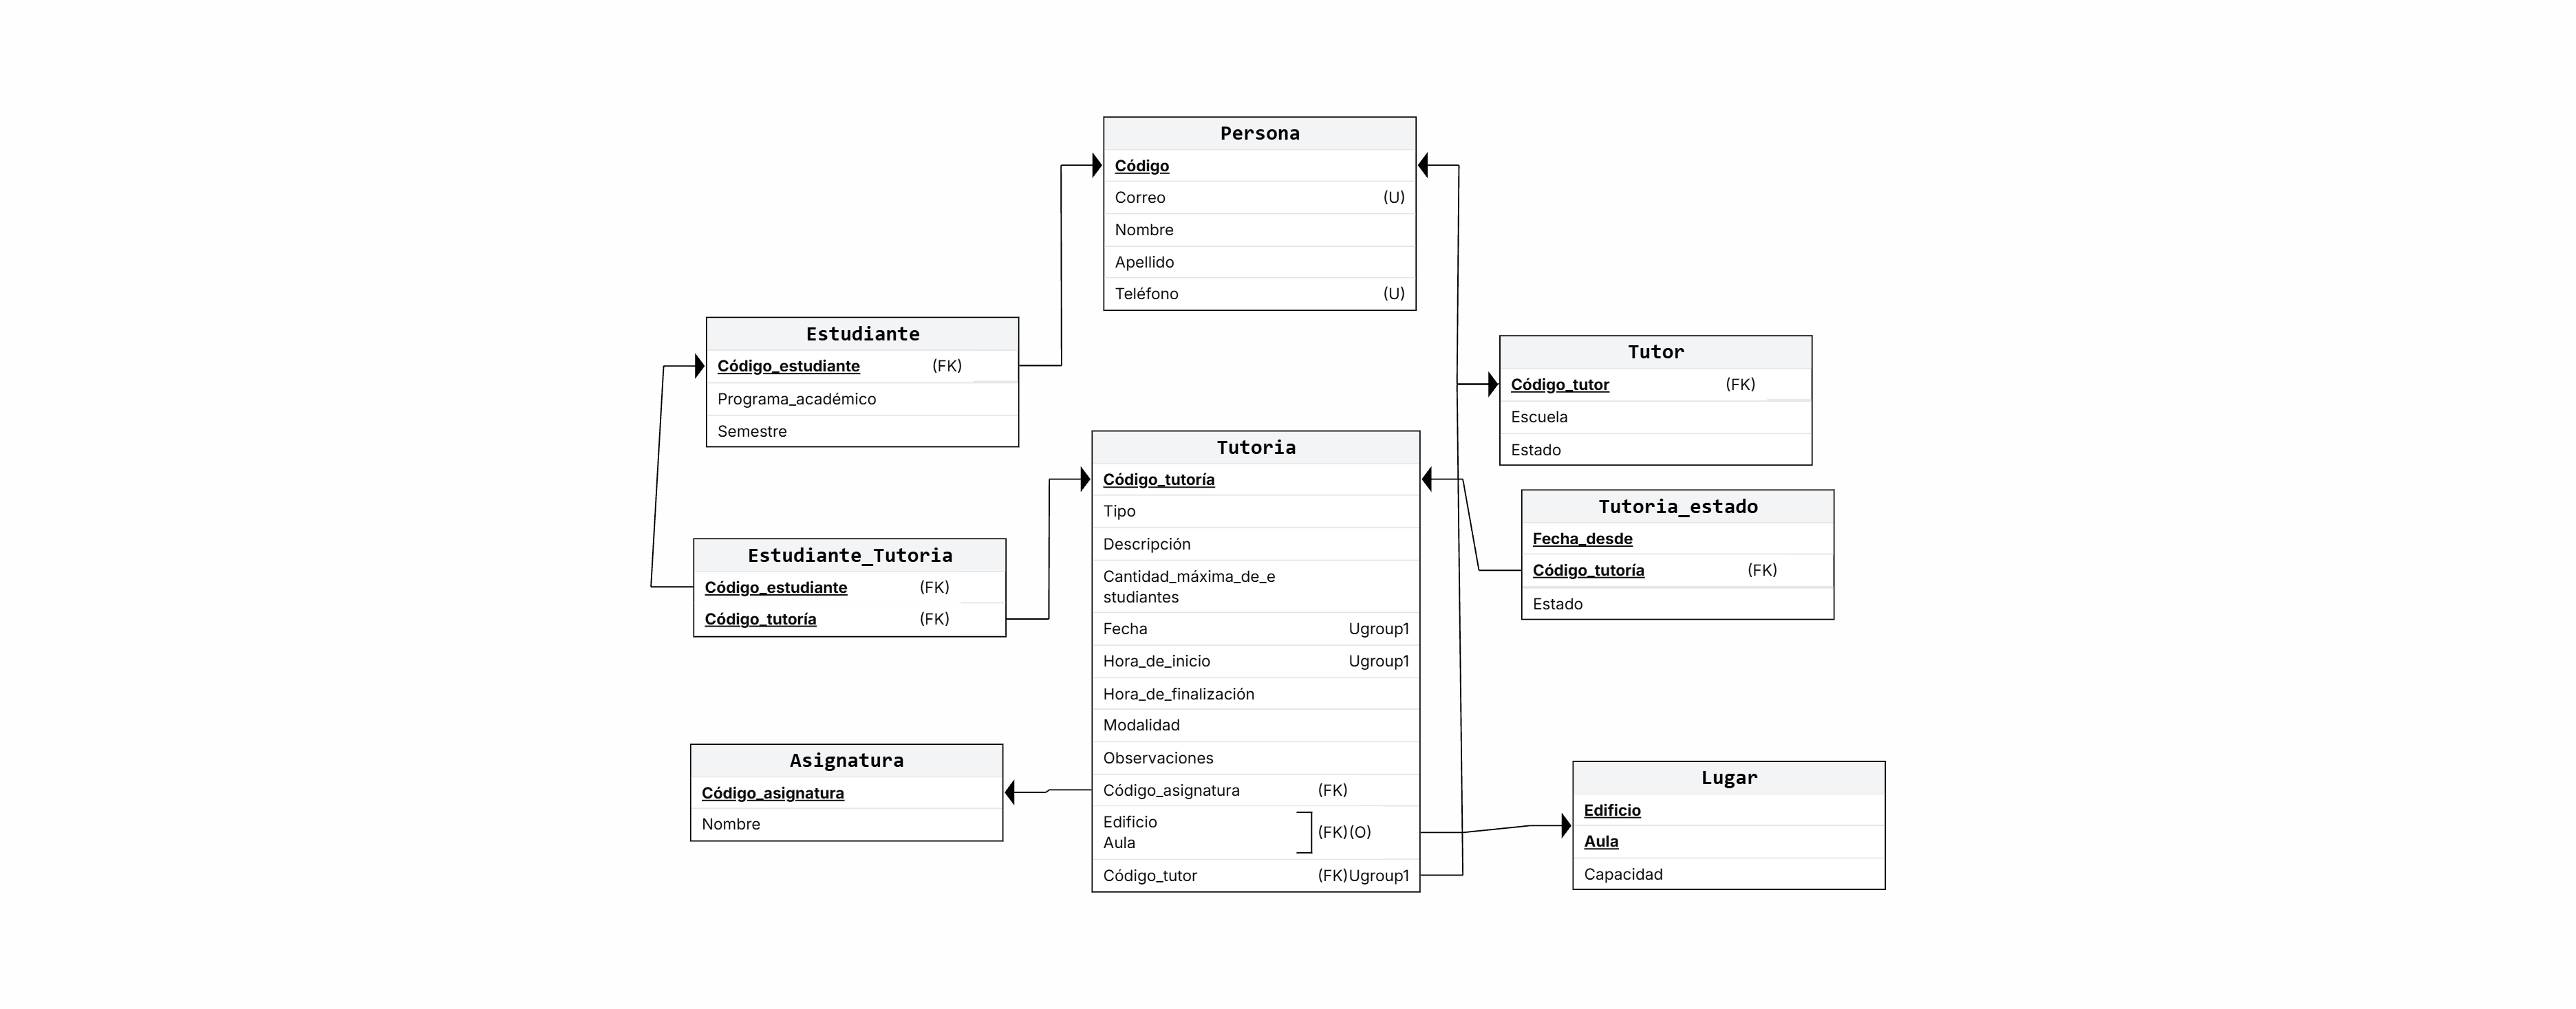 Persona
Código
Correo (U)
Nombre
Apellido
Teléfono (U)
Estudiante
Código_estudiante (FK)
Programa_académico
Semestre
Tutor
Código_tutor (FK)
Escuela
Estado
Tutoria
Código_tutoría
Tipo
Descripción
Cantidad_máxima_de_e
studiantes
Fecha Ugroup1
Hora_de_inicio Ugroup1
Hora_de_finalización
Modalidad
Observaciones
Código_asignatura (FK)
Edificio
Aula
(FK)(O)
Código_tutor (FK)Ugroup1
Tutoria_estado
Fecha_desde
Código_tutoría (FK)
Estado
Estudiante_Tutoria
Código_estudiante (FK)
Código_tutoría (FK)
Asignatura
Código_asignatura
Nombre
Lugar
Edificio
Aula
Capacidad